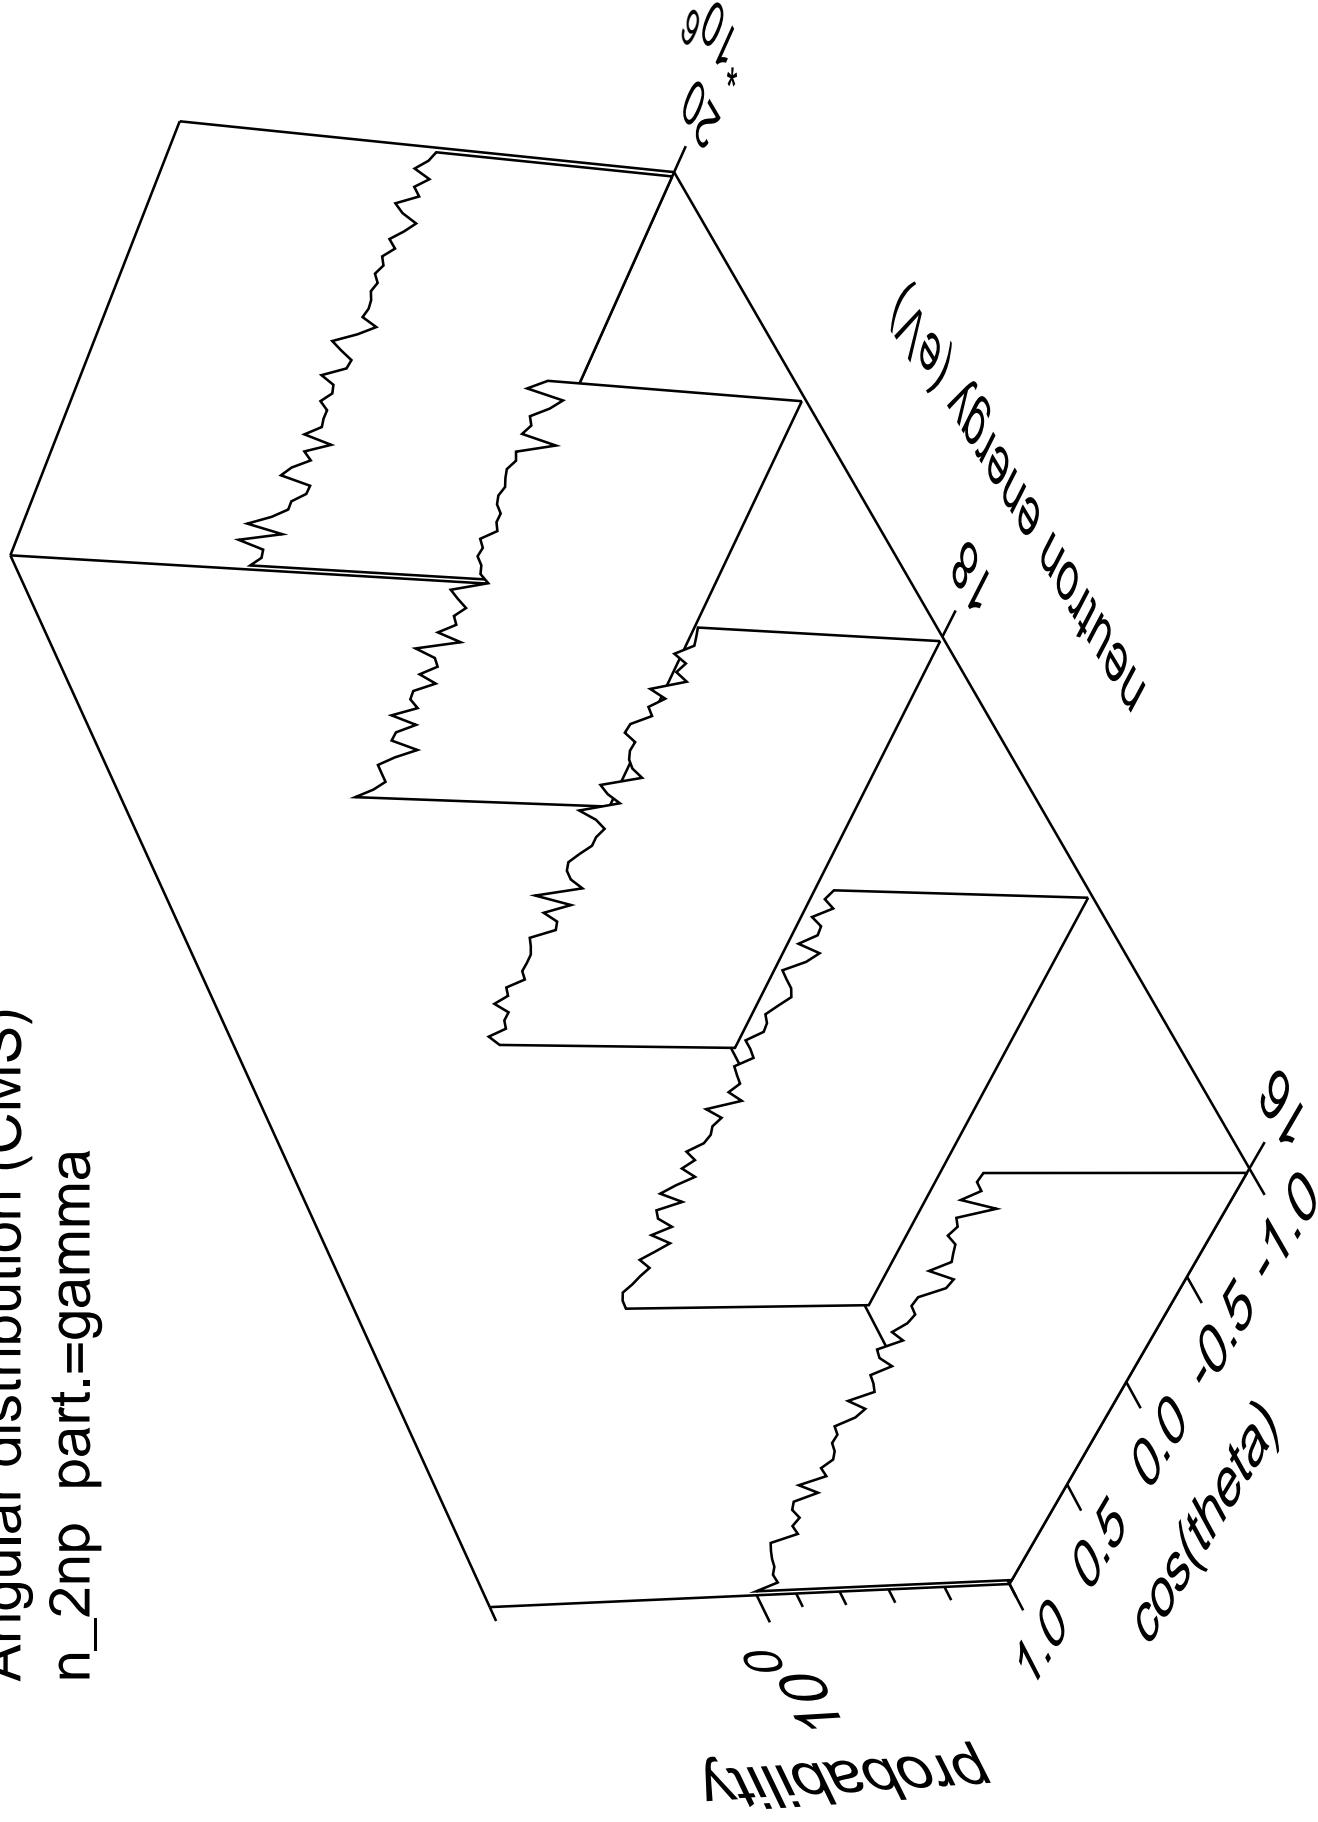 Angular distribution (CMS)
n_2np part.=gamma
probability
10 0
1.0 0.5 0.0 -0.5 -1.0
cos(theta)
16 18 20
*10 6
neutron energy (eV)